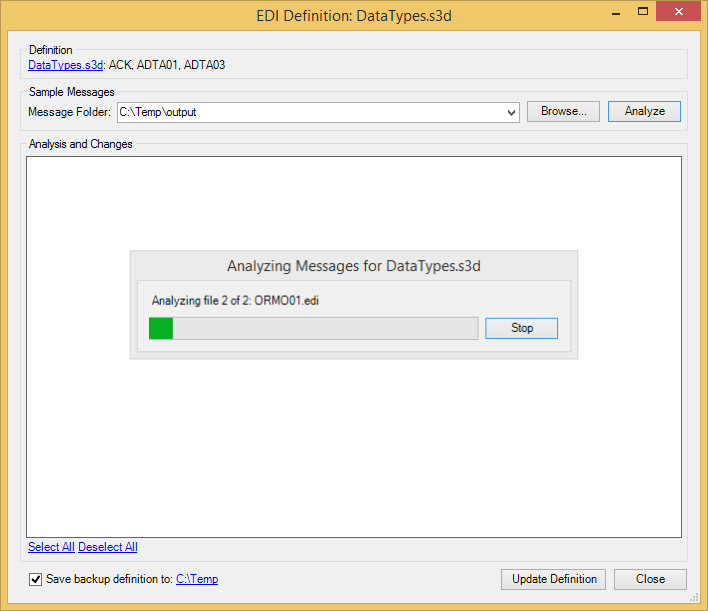 EDI Definition: DataTypes.s3d
Definition
DataTypes.s3d: ACK, ADTA01, ADTA03
Sample Messages
Message Folder: C:\Temp\output Browse... Analyze
Analysis and Changes
Analyzing Messages for DataTypes.s3d
Analyzing file 2 of 2: ORMO01.edi
Stop
Select All Deselect All
Save backup definition to: C:\Temp Update Definition Close